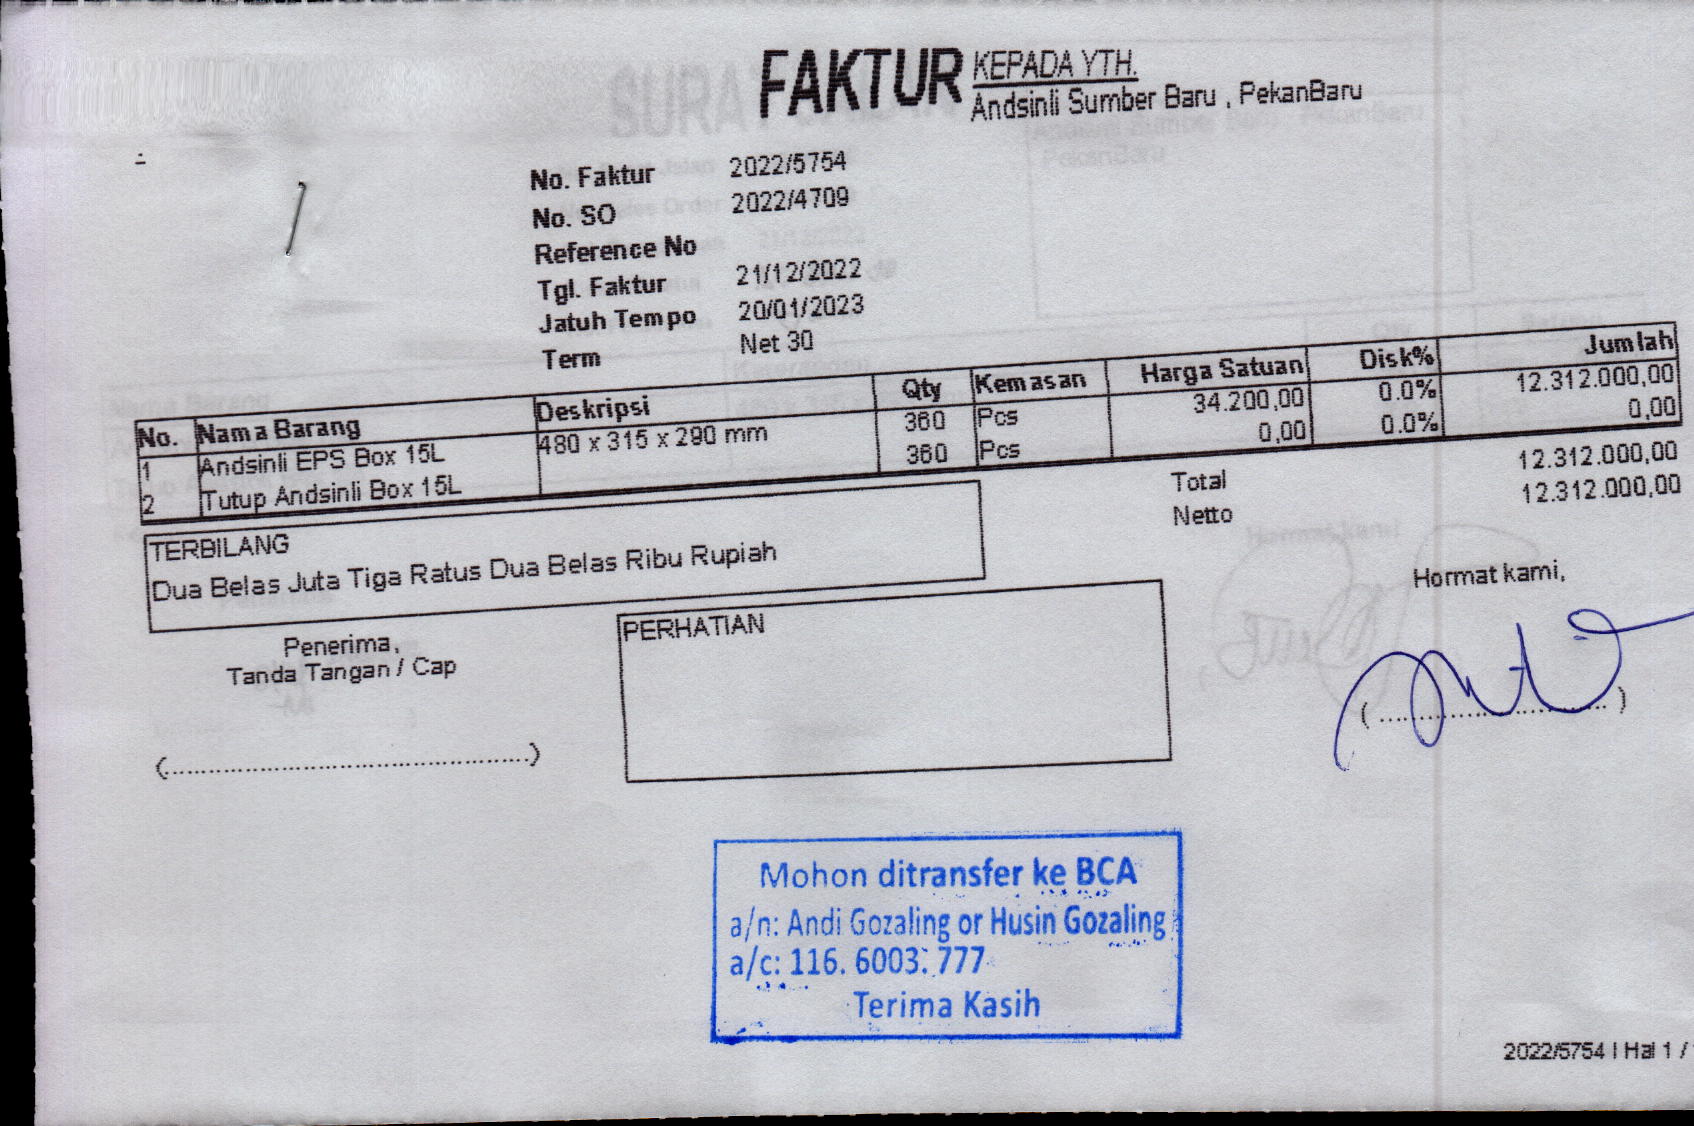 FAKTUR
KEPADA YTH.
Andsinli Sumber Baru , PekanBaru
No. Faktur 2022/5754
No. SO 2022/4709
Reference No
Tgl. Faktur 21/12/2022
Jatuh Tempo 20/01/2023
Term Net 30
No. Nama Barang Deskripsi Qty Kemasan Harga Satuan Disk% Jumlah
1 Andsinli EPS Box 15L 480 x 315 x 290 mm 360 Pcs 34.200,00 0.0% 12.312.000,00
2 Tutup Andsinli Box 15L 360 Pcs 0,00 0.0% 0,00
Total 12.312.000,00
Netto 12.312.000,00
TERBILANG
Dua Belas Juta Tiga Ratus Dua Belas Ribu Rupiah
Hormat kami,
Penerima,
Tanda Tangan / Cap
PERHATIAN
Mohon ditransfer ke BCA
a/n: Andi Gozaling or Husin Gozaling
a/c: 116. 6003. 777
Terima Kasih
2022/5754 | Hal 1 /